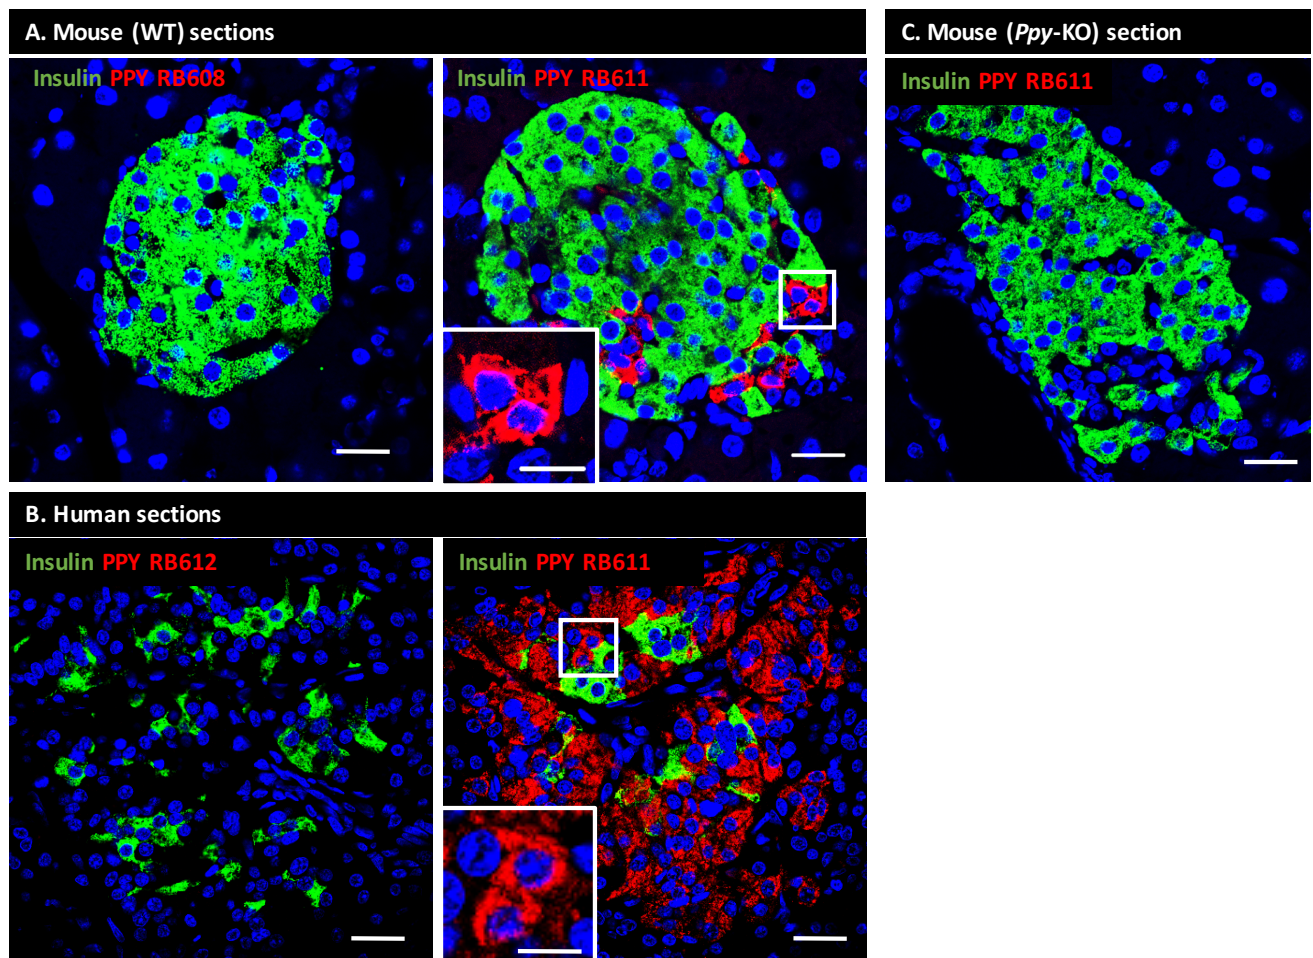 A. Mouse (WT) sections
Insulin PPY RB608
Insulin PPY RB611
C. Mouse (Ppy-KO) section
Insulin PPY RB611
B. Human sections
Insulin PPY RB612
Insulin PPY RB611